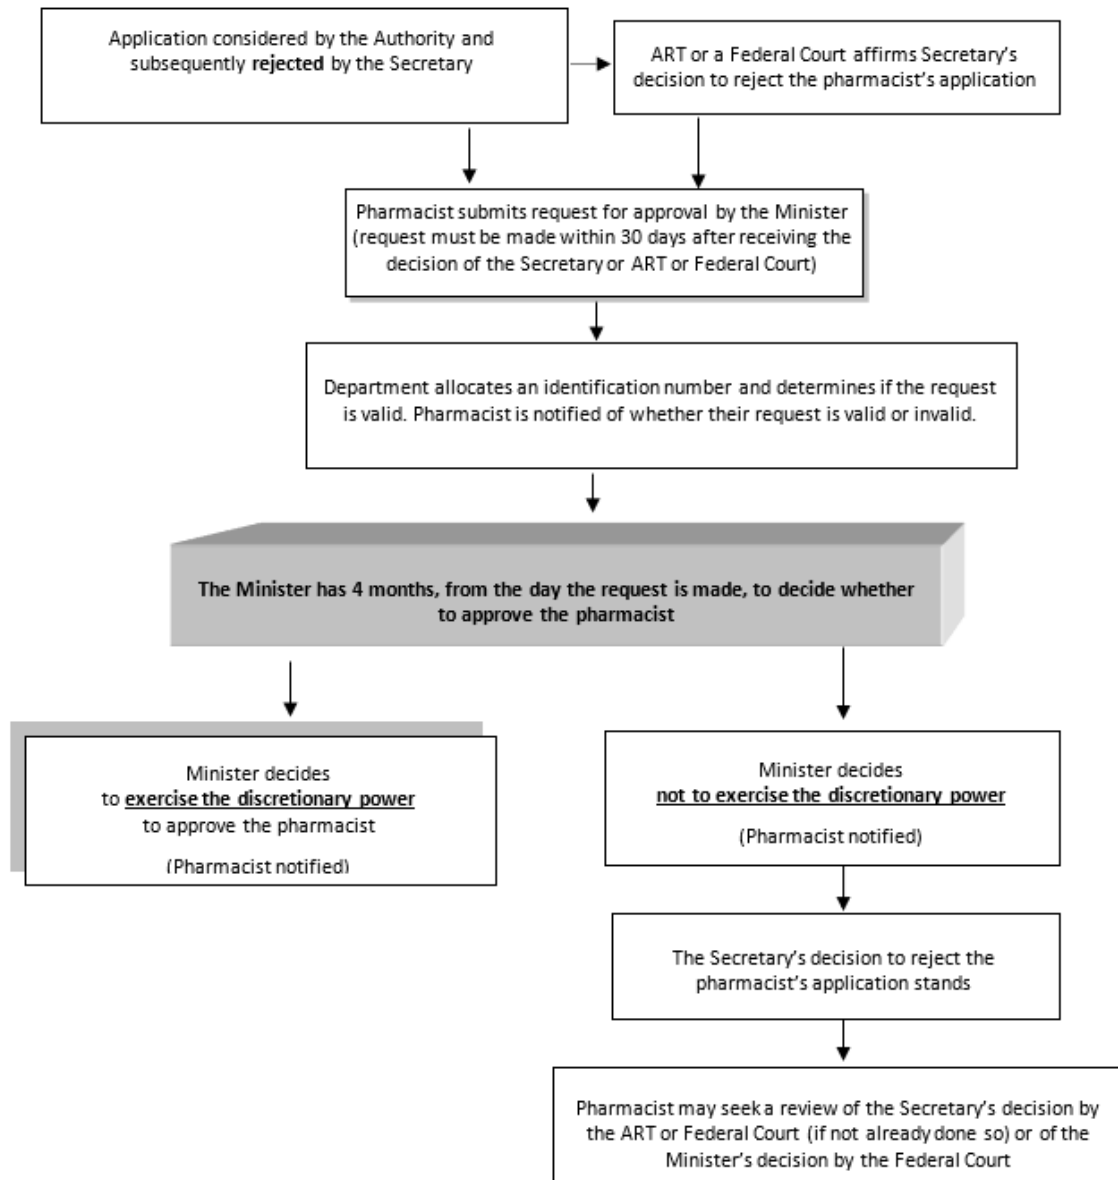 Application considered by the Authority and
subsequently rejected by the Secretary
ART or a Federal Court affirms Secretary’s
decision to reject the pharmacist’s application
Pharmacist submits request for approval by the Minister
(request must be made within 30 days after receiving the
decision of the Secretary or ART or Federal Court)
Department allocates an identification number and determines if the request
is valid. Pharmacist is notified of whether their request is valid or invalid.
The Minister has 4 months, from the day the request is made, to decide whether
to approve the pharmacist
Minister decides
to exercise the discretionary power
to approve the pharmacist
(Pharmacist notified)
Minister decides
not to exercise the discretionary power
(Pharmacist notified)
The Secretary’s decision to reject the
pharmacist’s application stands
Pharmacist may seek a review of the Secretary’s decision by
the ART or Federal Court (if not already done so) or of the
Minister’s decision by the Federal Court